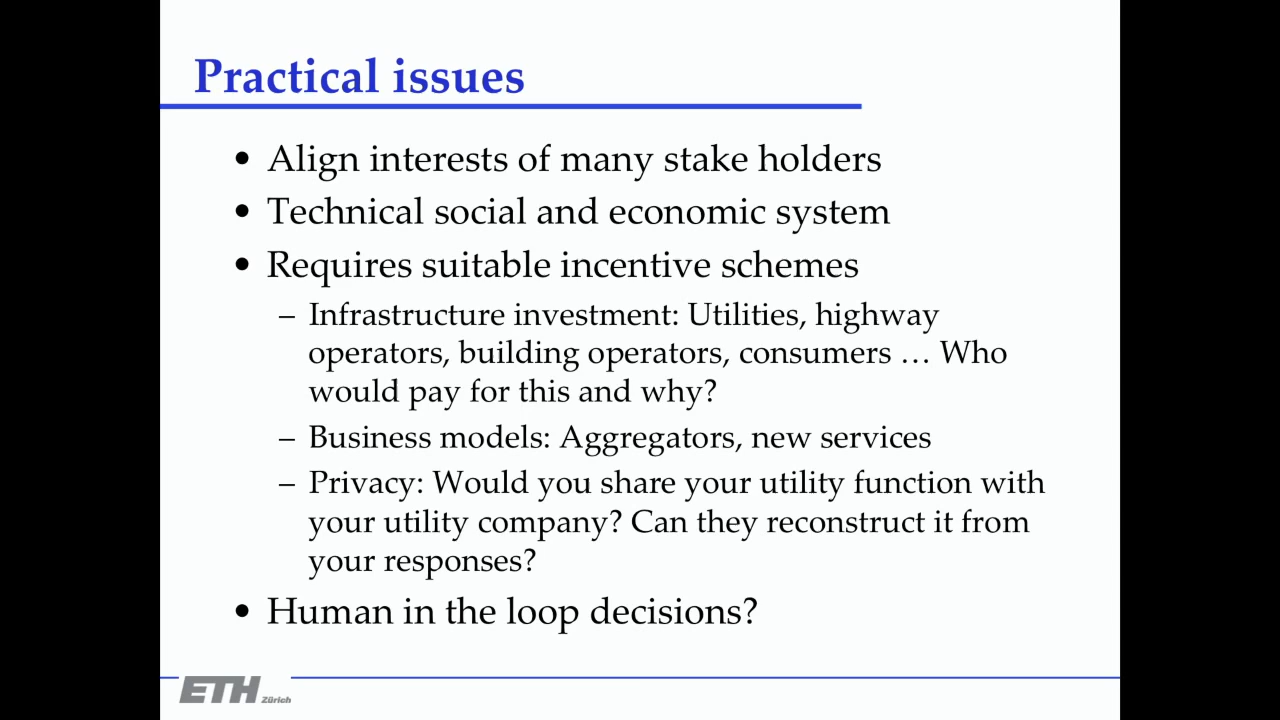 Practical issues
• Align interests of many stake holders
• Technical social and economic system
• Requires suitable incentive schemes
– Infrastructure investment: Utilities, highway
operators, building operators, consumers … Who
would pay for this and why?
– Business models: Aggregators, new services
– Privacy: Would you share your utility function with
your utility company? Can they reconstruct it from
your responses?
• Human in the loop decisions?
ETH Zürich